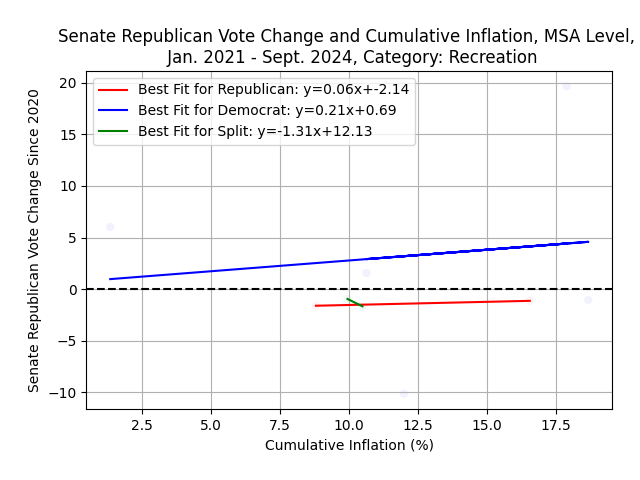 Senate Republican Vote Change and Cumulative Inflation, MSA Level,
Jan. 2021 - Sept. 2024, Category: Recreation
Best Fit for Republican: y=0.06x+-2.14
Best Fit for Democrat: y=0.21x+0.69
Best Fit for Split: y=-1.31x+12.13
Senate Republican Vote Change Since 2020
20
15
10
5
0
−5
−10
2.5 5.0 7.5 10.0 12.5 15.0 17.5
Cumulative Inflation (%)